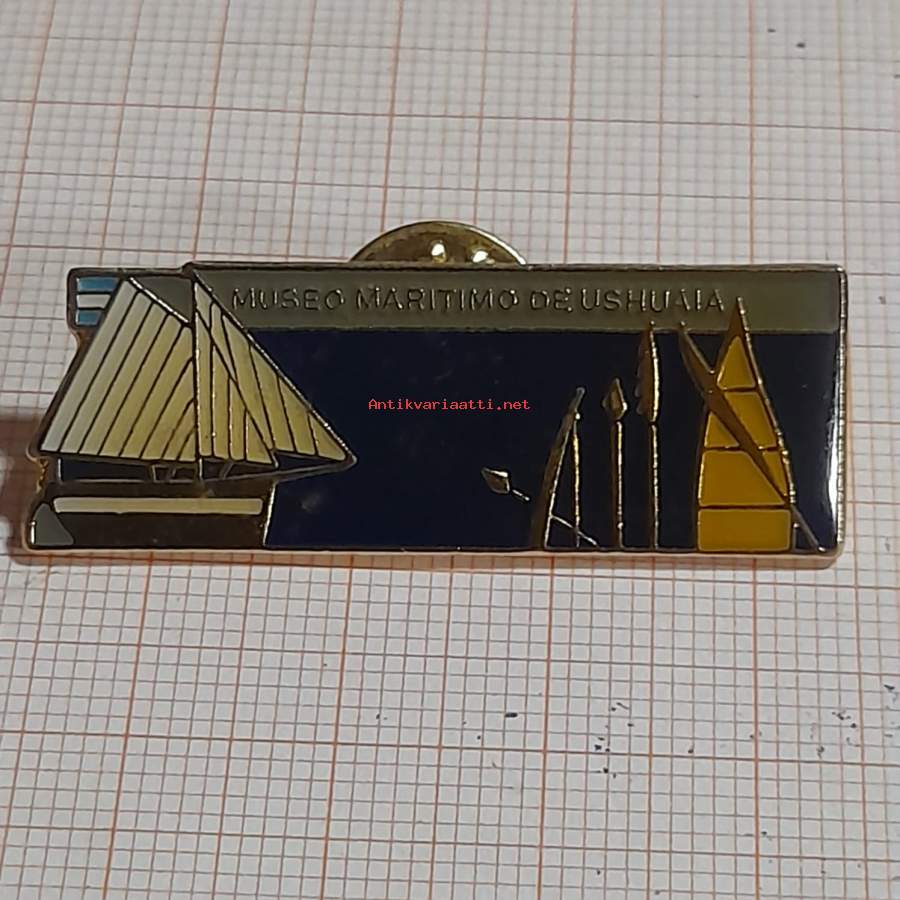 MUSEO MARITIMO DE USHUAIA
Antikvariaatti.net